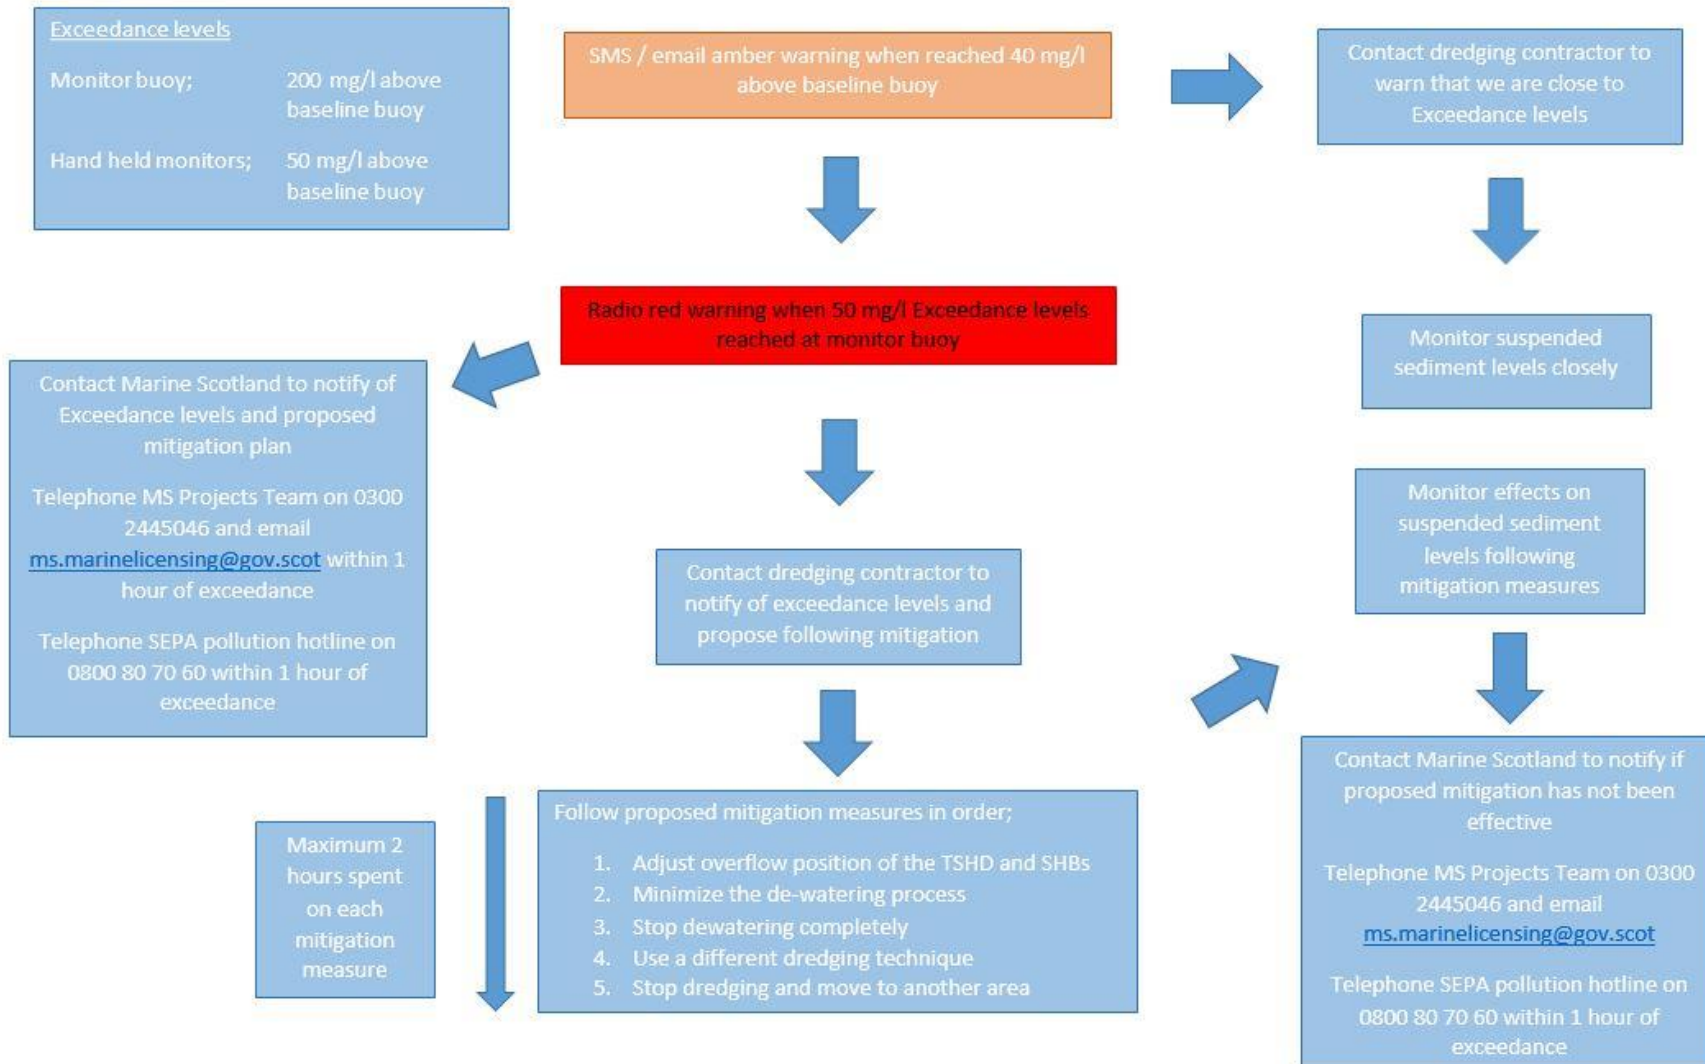 Exceedance levels
Monitor buoy; 200 mg/l above
baseline buoy
Hand held monitors; 50 mg/l above
baseline buoy
SMS / email amber warning when reached 40 mg/l
above baseline buoy
Contact dredging contractor to
warn that we are close to
Exceedance levels
Radio red warning when 50 mg/l Exceedance levels
reached at monitor buoy
Monitor suspended
sediment levels closely
Contact Marine Scotland to notify of
Exceedance levels and proposed
mitigation plan
Telephone MS Projects Team on 0300
2445046 and email
ms.marinelicensing@gov.scot within 1
hour of exceedance
Telephone SEPA pollution hotline on
0800 80 70 60 within 1 hour of
exceedance
Contact dredging contractor to
notify of exceedance levels and
propose following mitigation
Monitor effects on
suspended sediment
levels following
mitigation measures
Maximum 2
hours spent
on each
mitigation
measure
Follow proposed mitigation measures in order;
1. Adjust overflow position of the TSHD and SHBs
2. Minimize the de-watering process
3. Stop dewatering completely
4. Use a different dredging technique
5. Stop dredging and move to another area
Contact Marine Scotland to notify if
proposed mitigation has not been
effective
Telephone MS Projects Team on 0300
2445046 and email
ms.marinelicensing@gov.scot
Telephone SEPA pollution hotline on
0800 80 70 60 within 1 hour of
exceedance